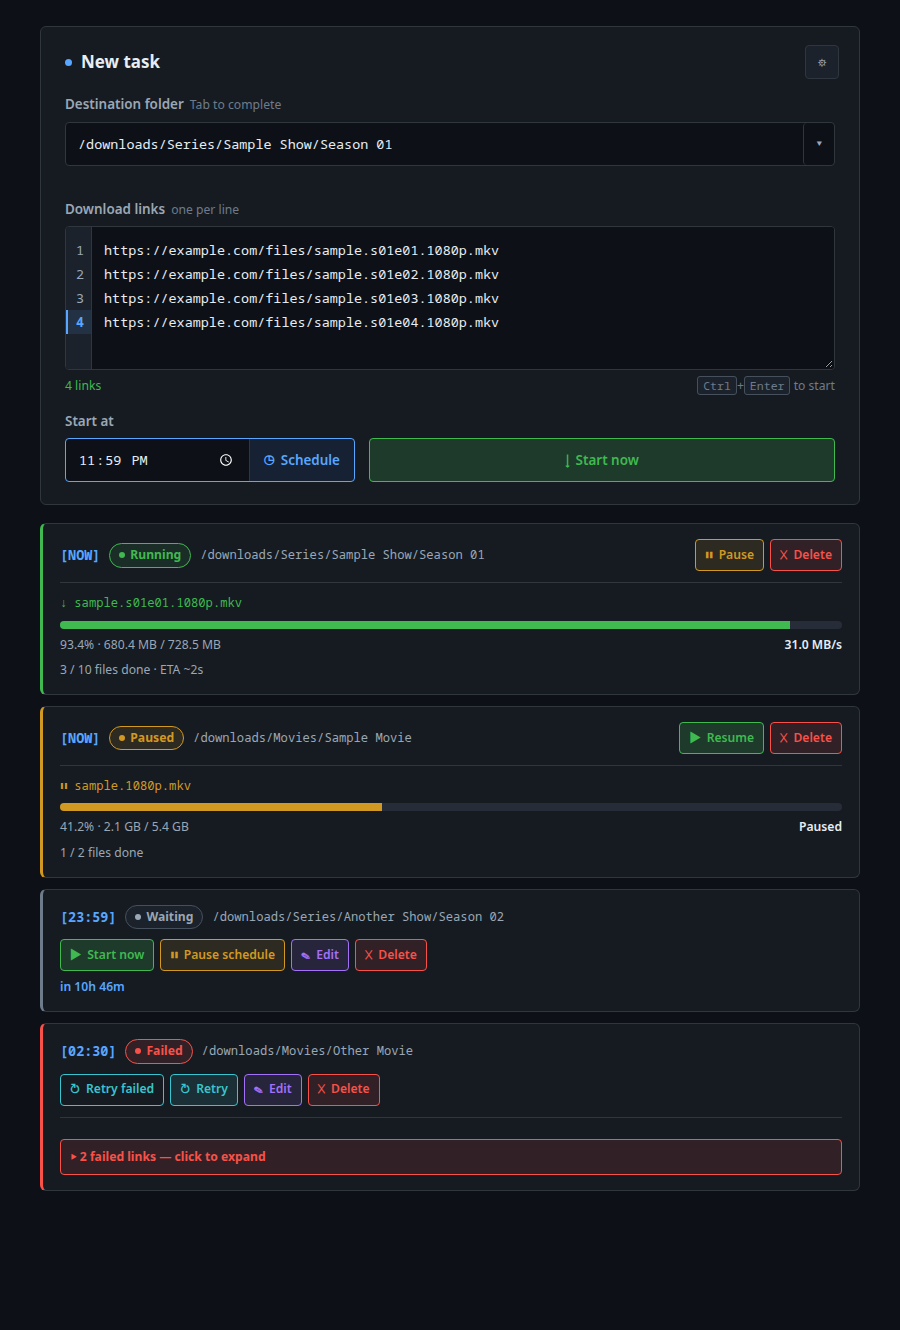 New task
Destination folder Tab to complete
/downloads/Series/Sample Show/Season 01
Download links one per line
1 https://example.com/files/sample.s01e01.1080p.mkv
2 https://example.com/files/sample.s01e02.1080p.mkv
3 https://example.com/files/sample.s01e03.1080p.mkv
4 https://example.com/files/sample.s01e04.1080p.mkv
4 links Ctrl+Enter to start
Start at
11:59 PM Schedule Start now
[NOW] Running /downloads/Series/Sample Show/Season 01 Pause Delete
↓ sample.s01e01.1080p.mkv
93.4% · 680.4 MB / 728.5 MB 31.0 MB/s
3 / 10 files done · ETA ~2s
[NOW] Paused /downloads/Movies/Sample Movie Resume Delete
sample.1080p.mkv
41.2% · 2.1 GB / 5.4 GB Paused
1 / 2 files done
[23:59] Waiting /downloads/Series/Another Show/Season 02
Start now Pause schedule Edit Delete
in 10h 46m
[02:30] Failed /downloads/Movies/Other Movie
Retry failed Retry Edit Delete
2 failed links — click to expand